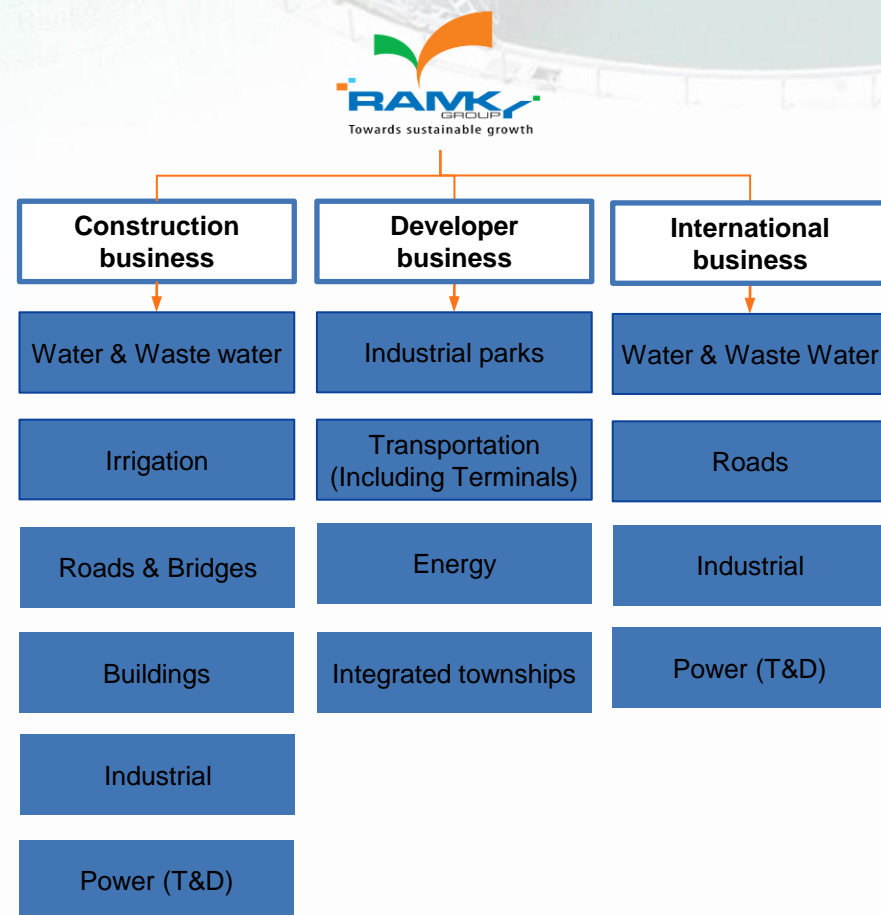 RAMKY
GROUP
Towards sustainable growth
Construction
business
Developer
business
International
business
Water & Waste water
Irrigation
Roads & Bridges
Buildings
Industrial
Power (T&D)
Industrial parks
Transportation
(Including Terminals)
Energy
Integrated townships
Water & Waste Water
Roads
Industrial
Power (T&D)